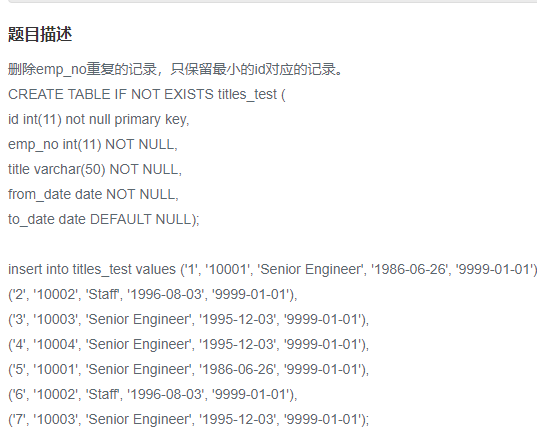 题目描述
删除emp_no重复的记录，只保留最小的id对应的记录。
CREATE TABLE IF NOT EXISTS titles_test (
id int(11) not null primary key,
emp_no int(11) NOT NULL,
title varchar(50) NOT NULL,
from_date date NOT NULL,
to_date date DEFAULT NULL);
insert into titles_test values ('1', '10001', 'Senior Engineer', '1986-06-26', '9999-01-01')
('2', '10002', 'Staff', '1996-08-03', '9999-01-01'),
('3', '10003', 'Senior Engineer', '1995-12-03', '9999-01-01'),
('4', '10004', 'Senior Engineer', '1995-12-03', '9999-01-01'),
('5', '10001', 'Senior Engineer', '1986-06-26', '9999-01-01'),
('6', '10002', 'Staff', '1996-08-03', '9999-01-01'),
('7', '10003', 'Senior Engineer', '1995-12-03', '9999-01-01');